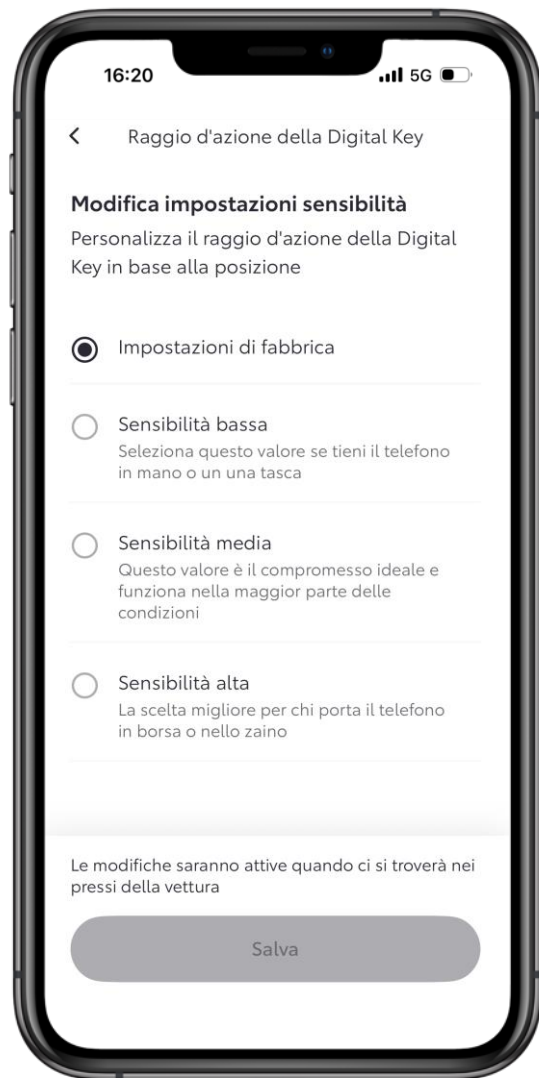 16:20
5G
Raggio d'azione della Digital Key
Modifica impostazioni sensibilità
Personalizza il raggio d'azione della Digital
Key in base alla posizione
Impostazioni di fabbrica
Sensibilità bassa
Seleziona questo valore se tieni il telefono
in mano o un una tasca
Sensibilità media
Questo valore è il compromesso ideale e
funziona nella maggior parte delle
condizioni
Sensibilità alta
La scelta migliore per chi porta il telefono
in borsa o nello zaino
Le modifiche saranno attive quando ci si troverà nei
pressi della vettura
Salva